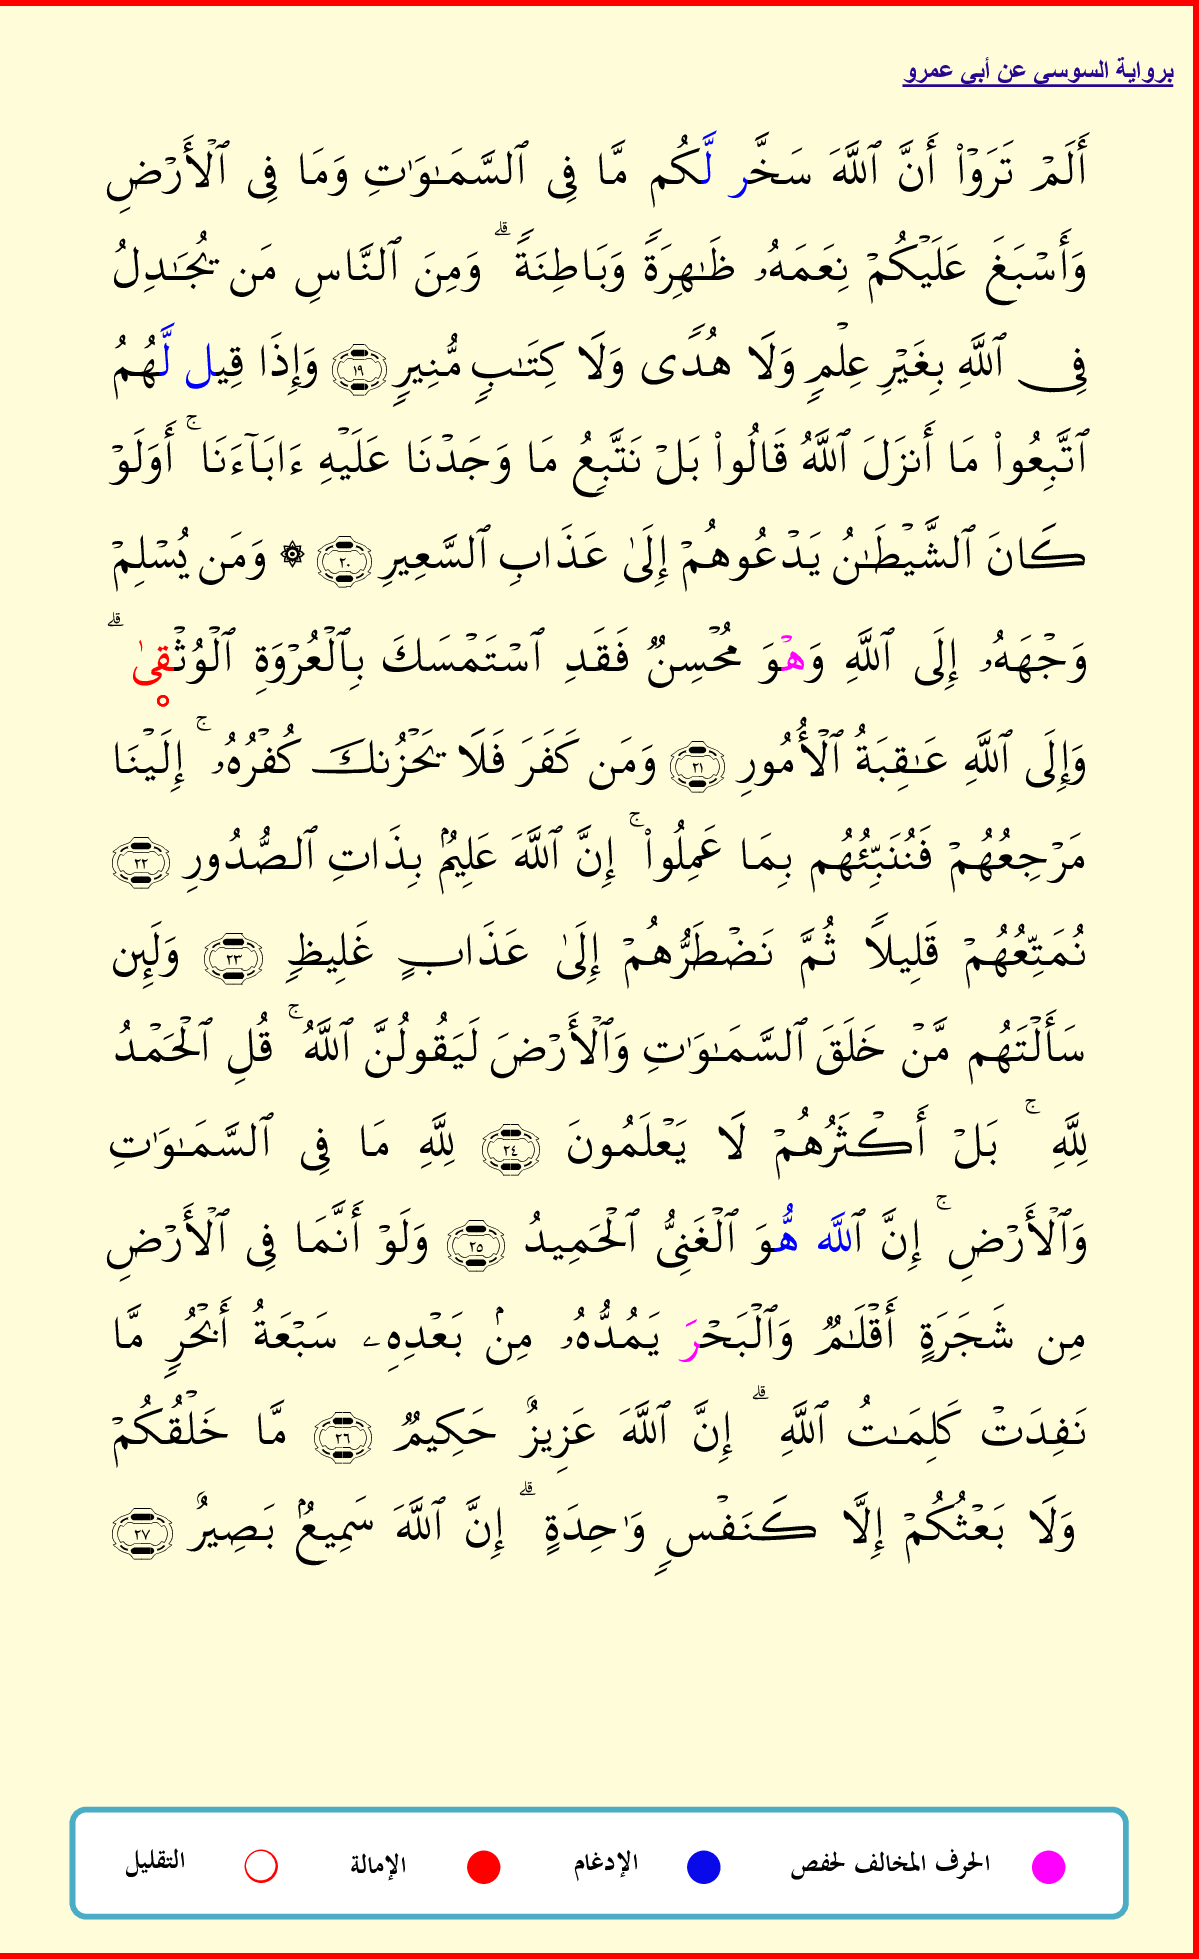 برواية السوسي عن أبي عمرو
أَلَمْ تَرَوْاْ أَنَّ ٱللَّهَ سَخَّر لَّكُم مَّا فِى ٱلسَّمَٰوَٰتِ وَمَا فِى ٱلْأَرْضِ
وَأَسْبَغَ عَلَيْكُمْ نِعَمَهُۥ ظَٰهِرَةً وَبَاطِنَةً ۗ وَمِنَ ٱلنَّاسِ مَن يُجَٰدِلُ
فِى ٱللَّهِ بِغَيْرِ عِلْمٍ وَلَا هُدًى وَلَا كِتَٰبٍ مُّنِيرٍ ١٩ وَإِذَا قِيل لَّهُمُ
ٱتَّبِعُواْ مَا أَنزَلَ ٱللَّهُ قَالُواْ بَلْ نَتَّبِعُ مَا وَجَدْنَا عَلَيْهِ ءَابَآءَنَا ۚ أَوَلَوْ
كَانَ ٱلشَّيْطَٰنُ يَدْعُوهُمْ إِلَىٰ عَذَابِ ٱلسَّعِيرِ ٢٠ ۞ وَمَن يُسْلِمْ
وَجْهَهُۥ إِلَى ٱللَّهِ وَهْوَ مُحْسِنٌ فَقَدِ ٱسْتَمْسَكَ بِٱلْعُرْوَةِ ٱلْوُثْقىٰ ۗ
وَإِلَى ٱللَّهِ عَٰقِبَةُ ٱلْأُمُورِ ٢١ وَمَن كَفَرَ فَلَا يَحْزُنكَ كُفْرُهُۥ ۚ إِلَيْنَا
مَرْجِعُهُمْ فَنُنَبِّئُهُم بِمَا عَمِلُواْ ۚ إِنَّ ٱللَّهَ عَلِيمٌۢ بِذَاتِ ٱلصُّدُورِ ٢٢
نُمَتِّعُهُمْ قَلِيلًا ثُمَّ نَضْطَرُّهُمْ إِلَىٰ عَذَابٍ غَلِيظٍ ٢٣ وَلَئِن
سَأَلْتَهُم مَّنْ خَلَقَ ٱلسَّمَٰوَٰتِ وَٱلْأَرْضَ لَيَقُولُنَّ ٱللَّهُ ۚ قُلِ ٱلْحَمْدُ
لِلَّهِ ۚ بَلْ أَكْثَرُهُمْ لَا يَعْلَمُونَ ٢٤ لِلَّهِ مَا فِى ٱلسَّمَٰوَٰتِ
وَٱلْأَرْضِ ۚ إِنَّ ٱللَّه هُّوَ ٱلْغَنِىُّ ٱلْحَمِيدُ ٢٥ وَلَوْ أَنَّمَا فِى ٱلْأَرْضِ
مِن شَجَرَةٍ أَقْلَٰمٌ وَٱلْبَحْرَ يَمُدُّهُۥ مِنۢ بَعْدِهِۦ سَبْعَةُ أَبْحُرٍ مَّا
نَفِدَتْ كَلِمَٰتُ ٱللَّهِ ۗ إِنَّ ٱللَّهَ عَزِيزٌ حَكِيمٌ ٢٦ مَّا خَلْقُكُمْ
وَلَا بَعْثُكُمْ إِلَّا كَنَفْسٍ وَٰحِدَةٍ ۗ إِنَّ ٱللَّهَ سَمِيعٌۢ بَصِيرٌ ٢٧
الحرف المخالف لحفص الإدغام الإمالة التقليل